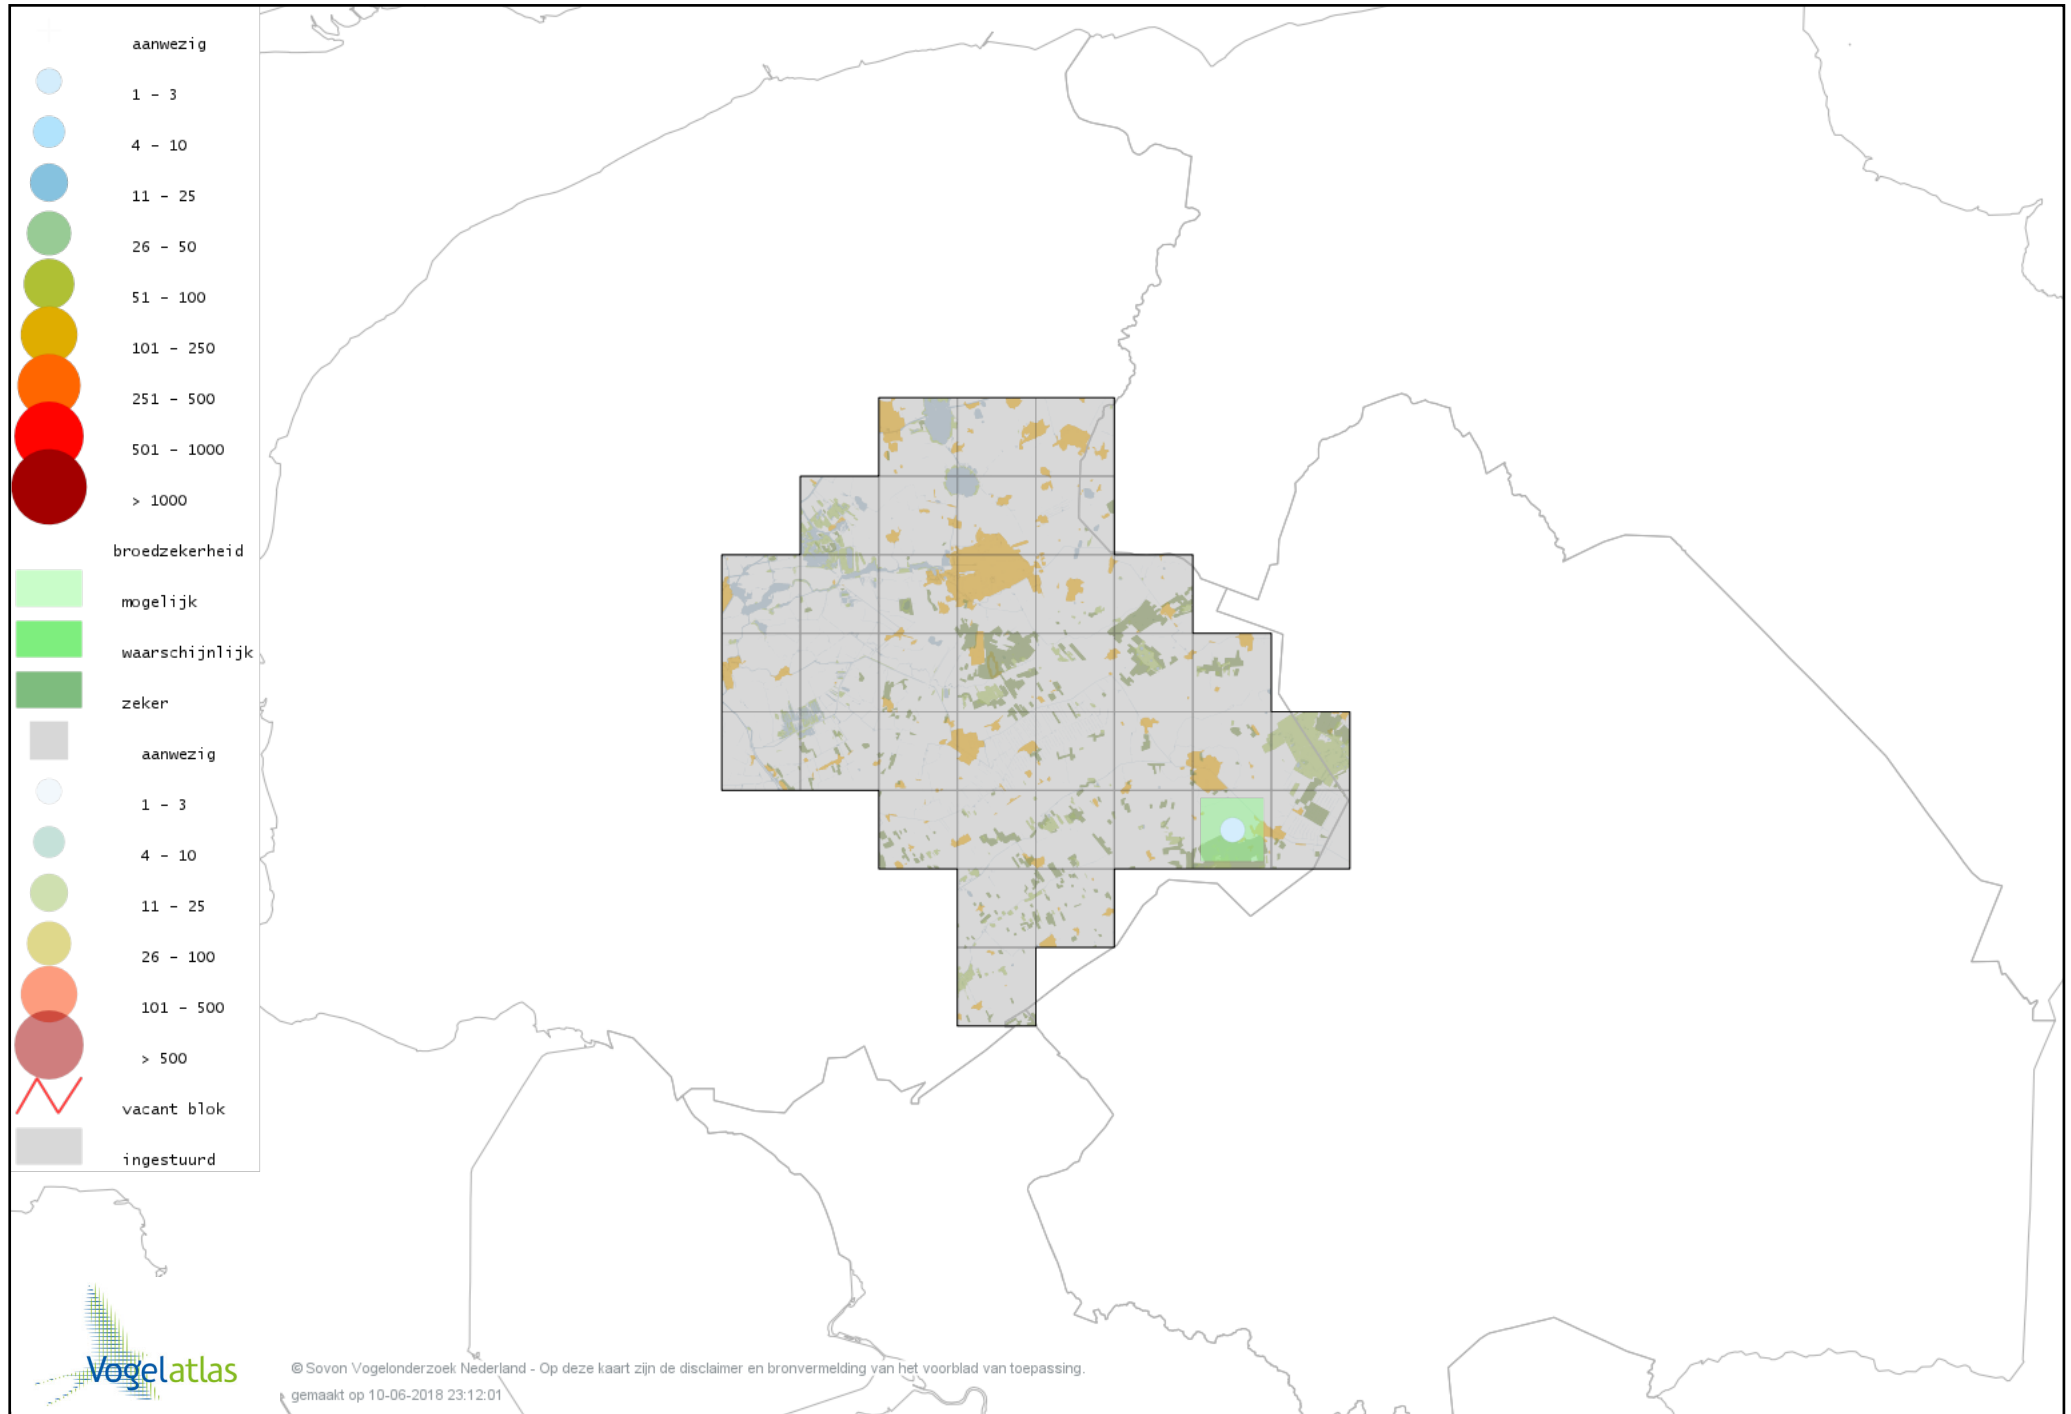 aanwezig
1 - 3
4 - 10
11 - 25
26 - 50
51 - 100
101 - 250
251 - 500
501 - 1000
> 1000
broedzekerheid
mogelijk
waarschijnlijk
zeker
aanwezig
1 - 3
4 - 10
11 - 25
26 - 100
101 - 500
> 500
vacant blok
ingestuurd
Vogelatlas
© Sovon Vogelonderzoek Nederland - Op deze kaart zijn de disclaimer en bronvermelding van het voorblad van toepassing.
gemaakt op 10-06-2018 23:12:01